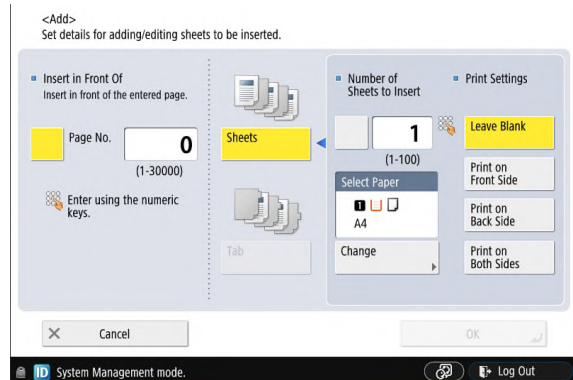 <Add>
Set details for adding/editing sheets to be inserted.
Insert in Front Of
Insert in front of the entered page.
Page No.
0
(1-30000)
Enter using the numeric
keys.
Sheets
Tab
Number of
Sheets to Insert
1
(1-100)
Select Paper
1
A4
Change
Print Settings
Leave Blank
Print on
Front Side
Print on
Back Side
Print on
Both Sides
Cancel
OK
ID System Management mode.
Log Out